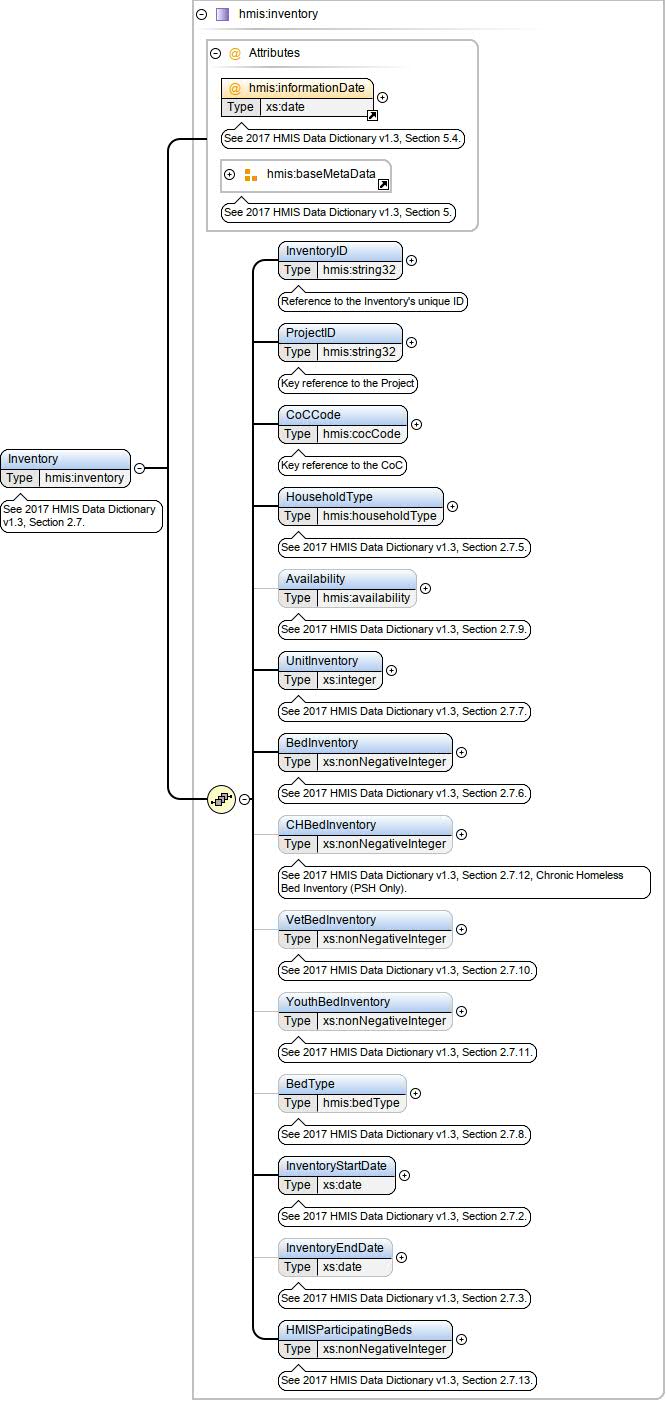 hmis:inventory
@ Attributes
@ hmis:informationDate
Type xs:date
See 2017 HMIS Data Dictionary v1.3, Section 5.4.
hmis:baseMetaData
See 2017 HMIS Data Dictionary v1.3, Section 5.
Inventory
Type hmis:inventory
See 2017 HMIS Data Dictionary
v1.3, Section 2.7.
InventoryID
Type hmis:string32
Reference to the Inventory's unique ID
ProjectID
Type hmis:string32
Key reference to the Project
CoCCode
Type hmis:cocCode
Key reference to the CoC
HouseholdType
Type hmis:householdType
See 2017 HMIS Data Dictionary v1.3, Section 2.7.5.
Availability
Type hmis:availability
See 2017 HMIS Data Dictionary v1.3, Section 2.7.9.
UnitInventory
Type xs:integer
See 2017 HMIS Data Dictionary v1.3, Section 2.7.7.
BedInventory
Type xs:nonNegativeInteger
See 2017 HMIS Data Dictionary v1.3, Section 2.7.6.
CHBedInventory
Type xs:nonNegativeInteger
See 2017 HMIS Data Dictionary v1.3, Section 2.7.12, Chronic Homeless
Bed Inventory (PSH Only).
VetBedInventory
Type xs:nonNegativeInteger
See 2017 HMIS Data Dictionary v1.3, Section 2.7.10.
YouthBedInventory
Type xs:nonNegativeInteger
See 2017 HMIS Data Dictionary v1.3, Section 2.7.11.
BedType
Type hmis:bedType
See 2017 HMIS Data Dictionary v1.3, Section 2.7.8.
InventoryStartDate
Type xs:date
See 2017 HMIS Data Dictionary v1.3, Section 2.7.2.
InventoryEndDate
Type xs:date
See 2017 HMIS Data Dictionary v1.3, Section 2.7.3.
HMISParticipatingBeds
Type xs:nonNegativeInteger
See 2017 HMIS Data Dictionary v1.3, Section 2.7.13.